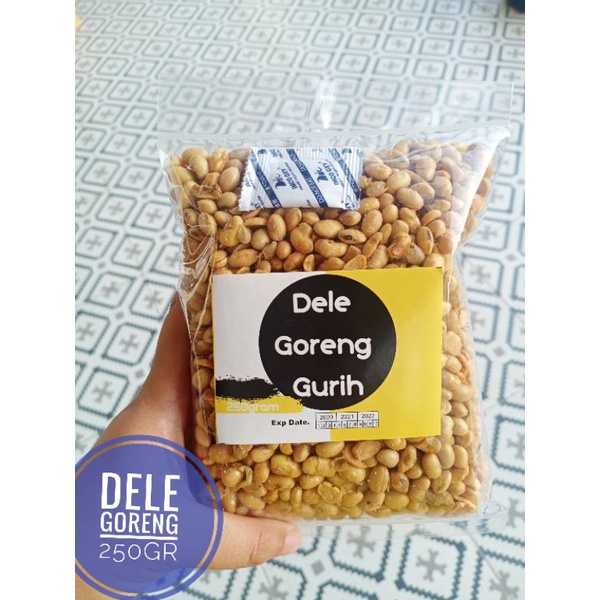 Dele
Goreng
Gurih
250gram
Exp Date.
2020 2021 2022
DELE
GORENG
250GR